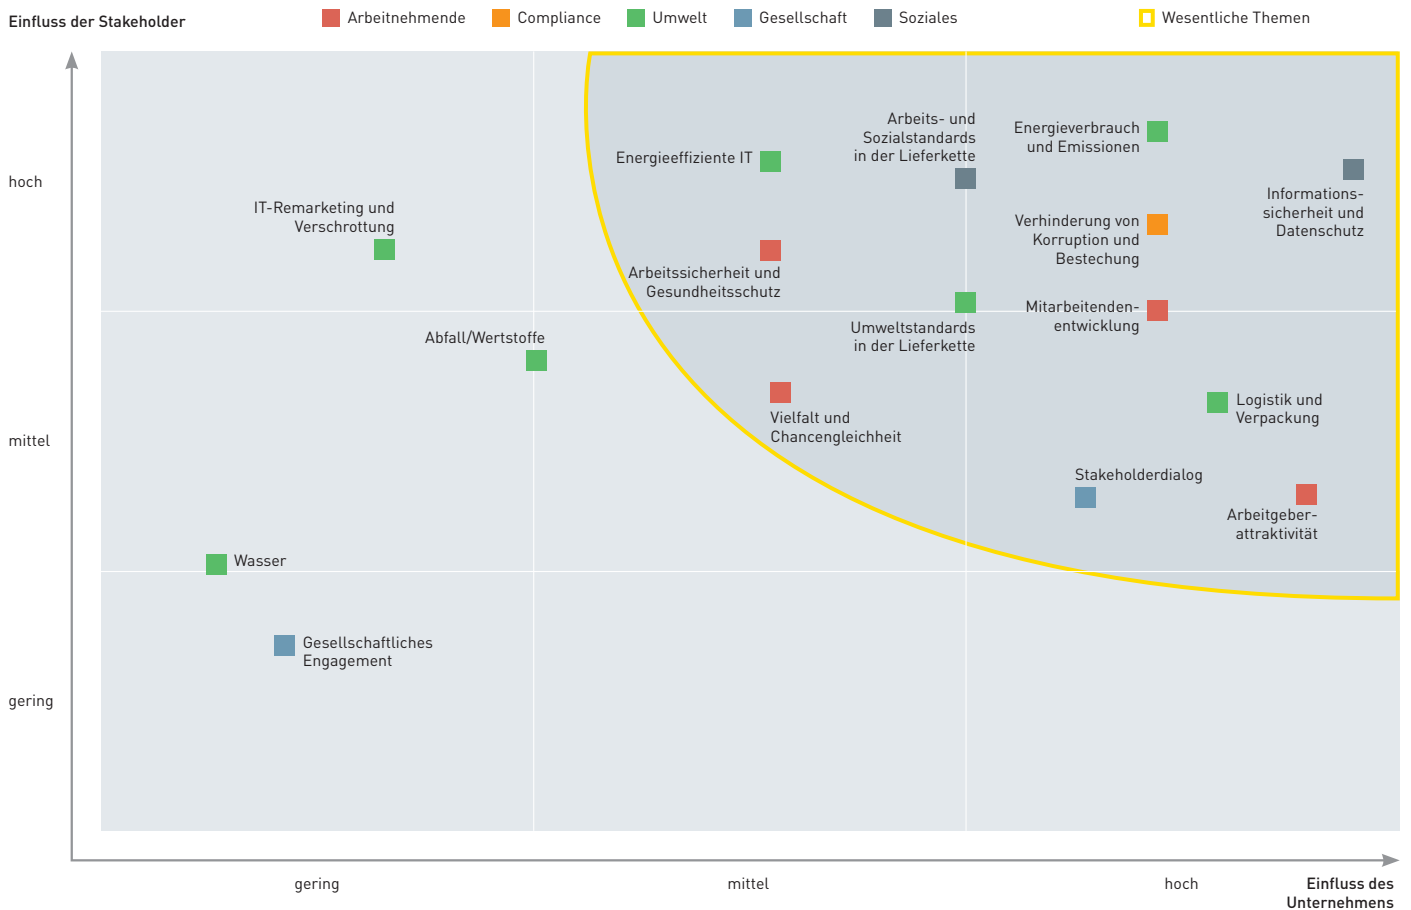 Einfluss der Stakeholder
Arbeitnehmende
Compliance
Umwelt
Gesellschaft
Soziales
Wesentliche Themen
hoch
mittel
gering
Arbeits- und
Sozialstandards
in der Lieferkette
Energieverbrauch
und Emissionen
Energieeffiziente IT
Informations-
sicherheit und
Datenschutz
IT-Remarketing und
Verschrottung
Verhinderung von
Korruption und
Bestechung
Arbeitssicherheit und
Gesundheitsschutz
Mitarbeitenden-
entwicklung
Umweltstandards
in der Lieferkette
Abfall/Wertstoffe
Logistik und
Verpackung
Vielfalt und
Chancengleichheit
Stakeholderdialog
Arbeitgeber-
attraktivität
Wasser
Gesellschaftliches
Engagement
gering
mittel
hoch
Einfluss des
Unternehmens